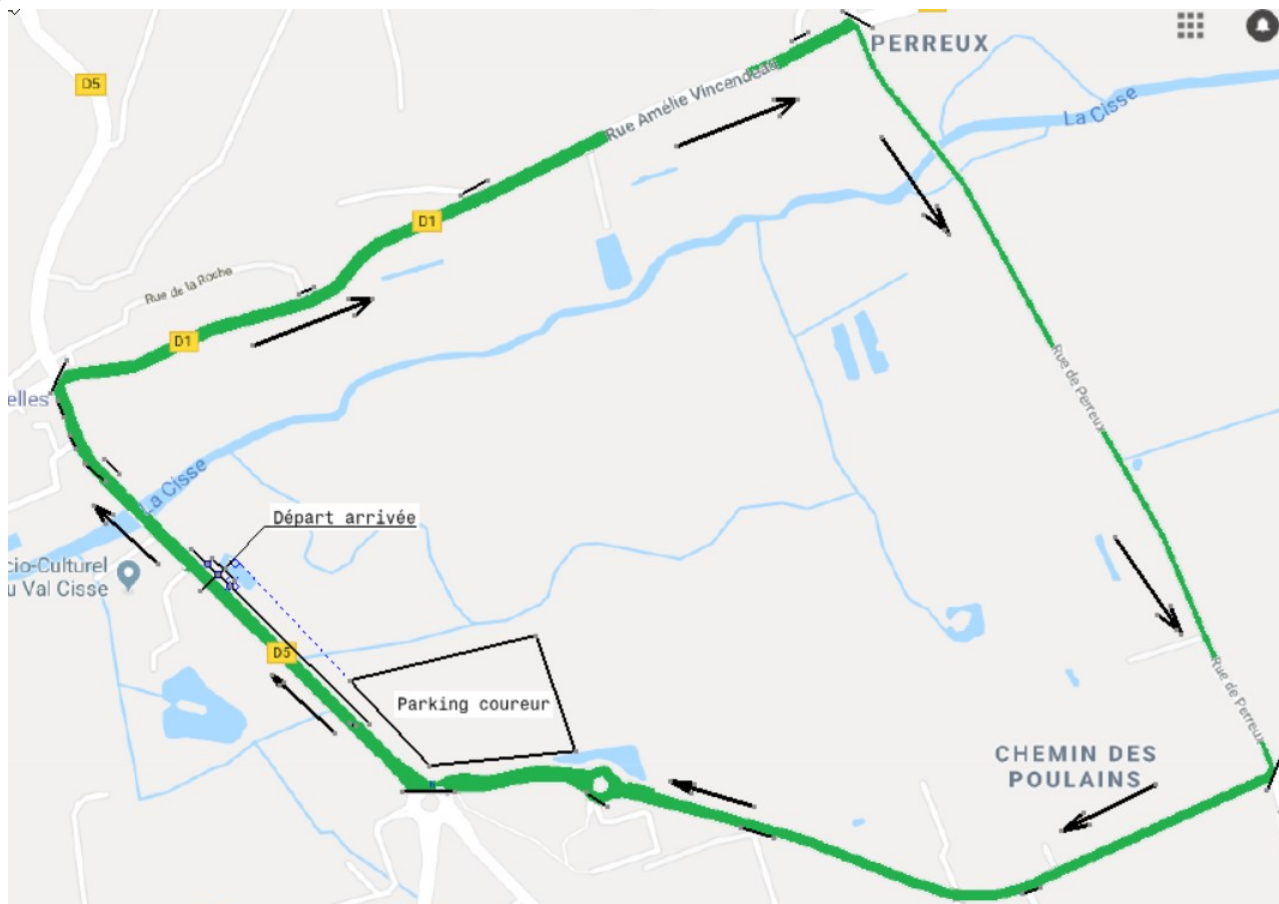 D5
PERREUX
Rue Amélie Vincendeau
La Cisse
D1
Rue de la Roche
D1
elles
Rue de Perreux
La Cisse
Départ arrivée
cio-Culturel
u Val Cisse
D5
Parking coureur
Rue de Perreux
CHEMIN DES
POULAINS